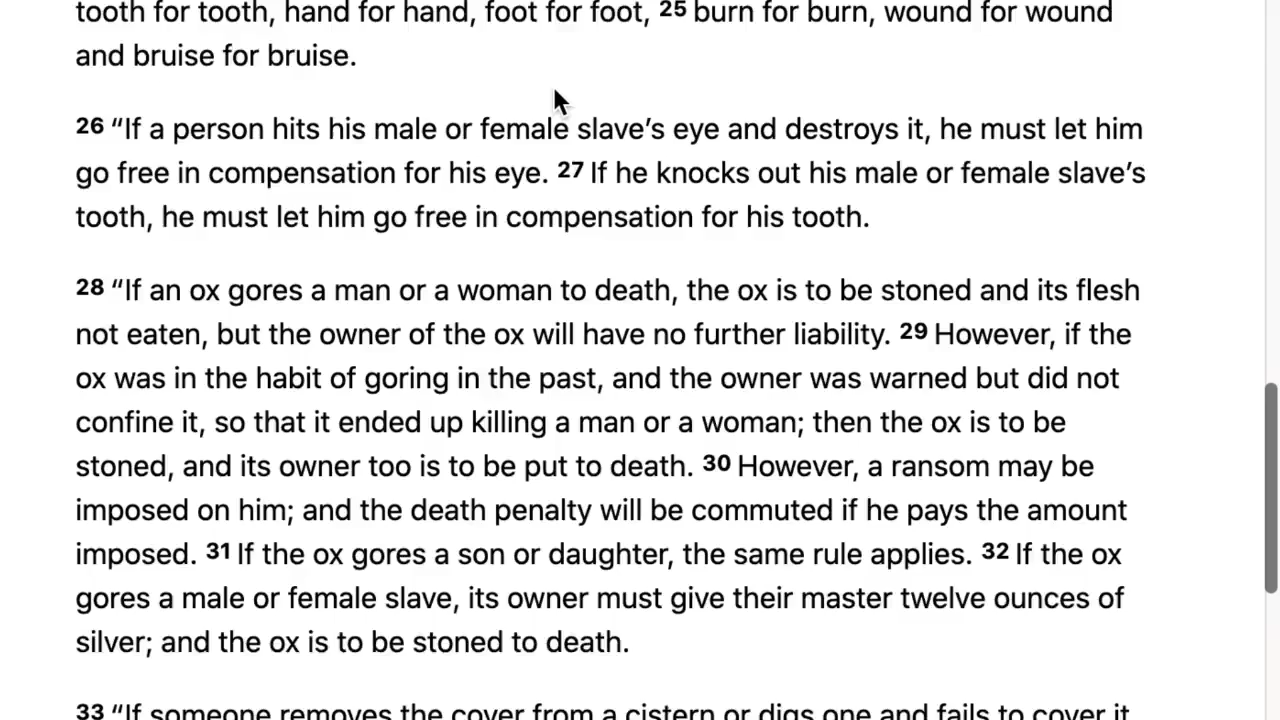 tooth for tooth, hand for hand, foot for foot, 25 burn for burn, wound for wound
and bruise for bruise.
26 “If a person hits his male or female slave’s eye and destroys it, he must let him
go free in compensation for his eye. 27 If he knocks out his male or female slave’s
tooth, he must let him go free in compensation for his tooth.
28 “If an ox gores a man or a woman to death, the ox is to be stoned and its flesh
not eaten, but the owner of the ox will have no further liability. 29 However, if the
ox was in the habit of goring in the past, and the owner was warned but did not
confine it, so that it ended up killing a man or a woman; then the ox is to be
stoned, and its owner too is to be put to death. 30 However, a ransom may be
imposed on him; and the death penalty will be commuted if he pays the amount
imposed. 31 If the ox gores a son or daughter, the same rule applies. 32 If the ox
gores a male or female slave, its owner must give their master twelve ounces of
silver; and the ox is to be stoned to death.
33 “If someone removes the cover from a cistern or digs one and fails to cover it,